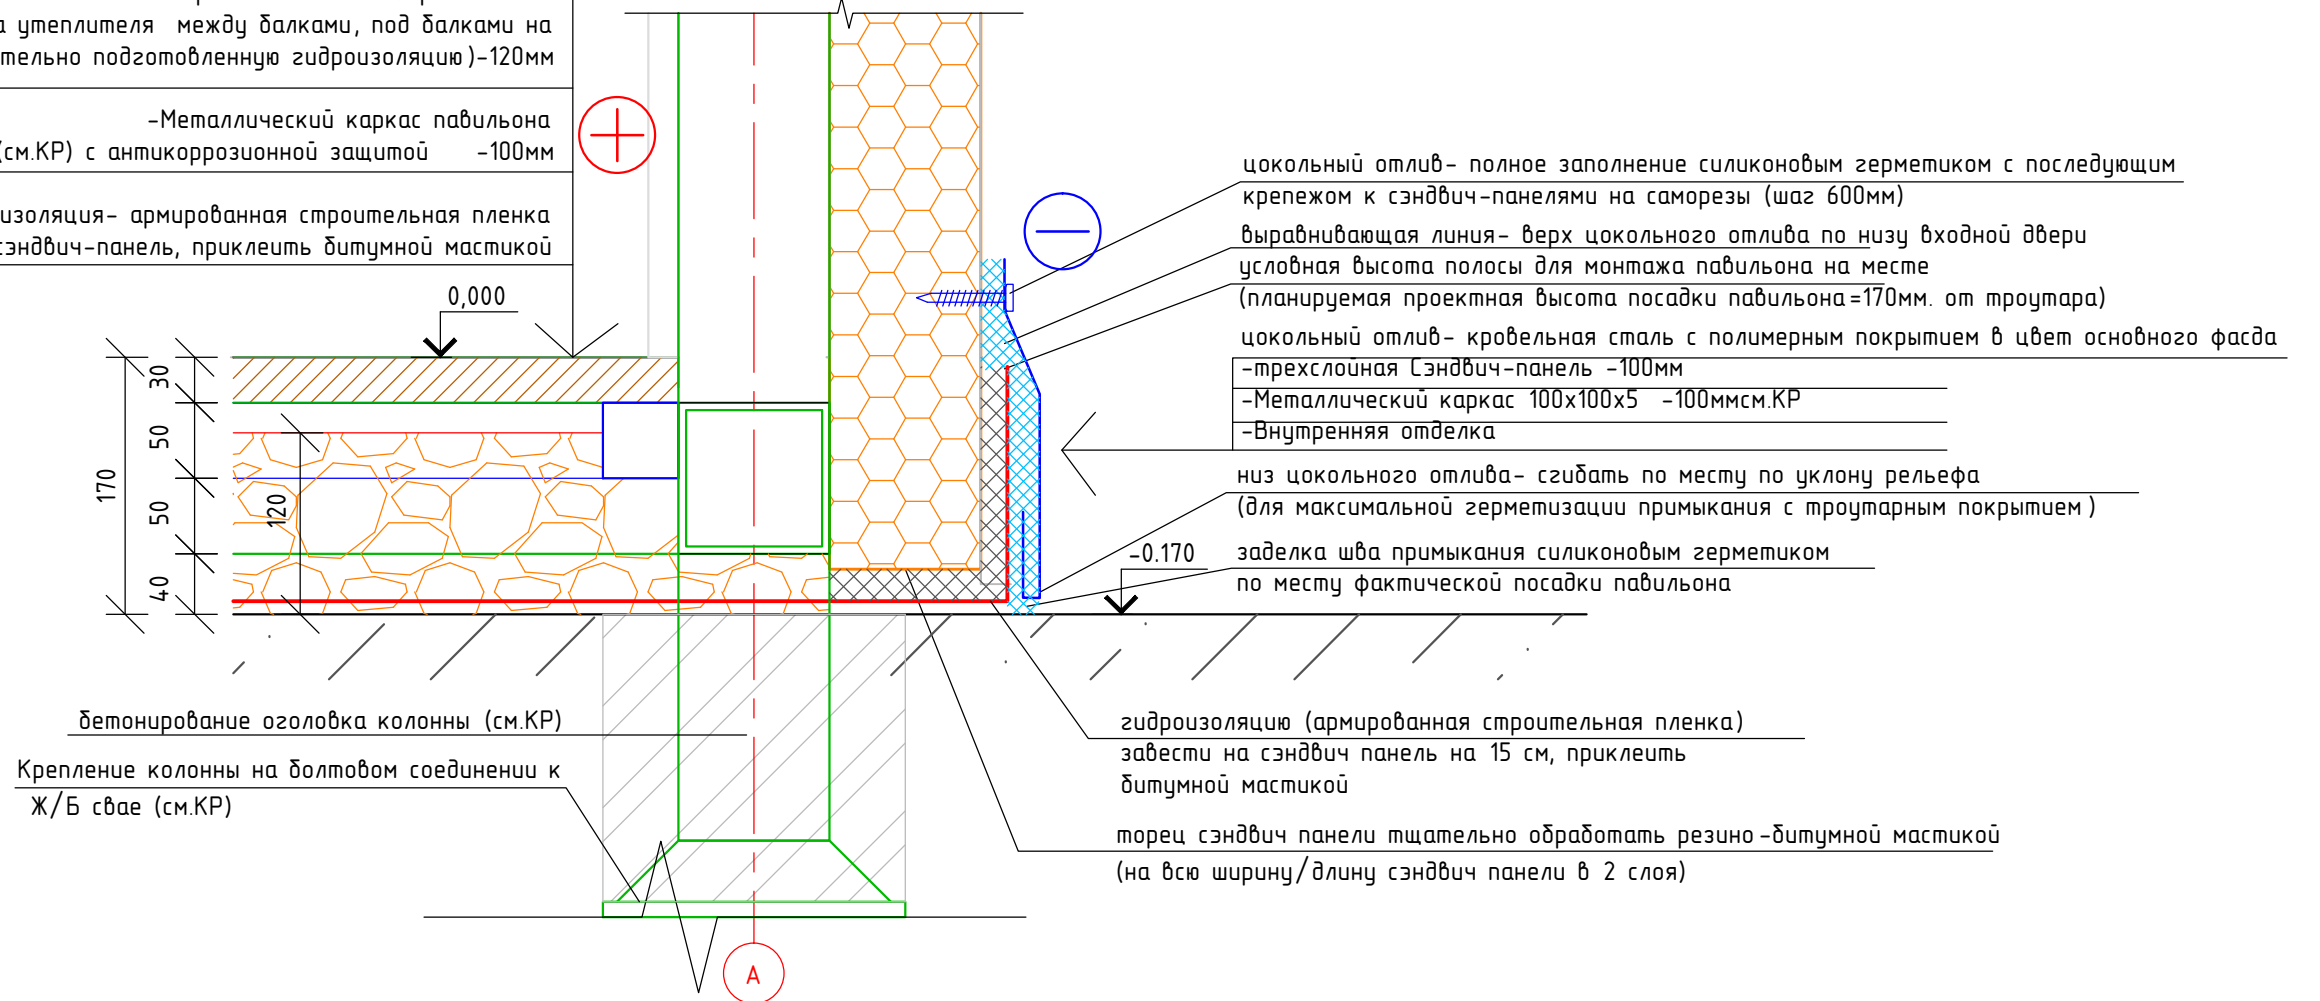 утеплителя между балками, под балками на
подготовленную гидроизоляцию)-120мм
-Металлический каркас павильона
(см.КР) с антикоррозионной защитой -100мм
армированная строительная пленка
сэндвич-панель, приклеить битумной мастикой
0,000
30
50
50
40
170
120
цокольный отлив- полное заполнение силиконовым герметиком с последующим
крепежом к сэндвич-панелями на саморезы (шаг 600мм)
выравнивающая линия- верх цокольного отлива по низу входной двери
условная высота полосы для монтажа павильона на месте
(планируемая проектная высота посадки павильона=170мм. от троутара)
цокольный отлив- кровельная сталь с полимерным покрытием в цвет основного фасда
-трехслойная Сэндвич-панель -100мм
-Металлический каркас 100х100х5 -100ммсм.КР
-Внутренняя отделка
низ цокольного отлива- сгибать по месту по уклону рельефа
(для максимальной герметизации примыкания с троутарным покрытием)
-0.170
заделка шва примыкания силиконовым герметиком
по месту фактической посадки павильона
бетонирование оголовка колонны (см.КР)
Крепление колонны на болтовом соединении к
Ж/Б свае (см.КР)
гидроизоляцию (армированная строительная пленка)
завести на сэндвич панель на 15 см, приклеить
битумной мастикой
торец сэндвич панели тщательно обработать резино-битумной мастикой
(на всю ширину/длину сэндвич панели в 2 слоя)
А